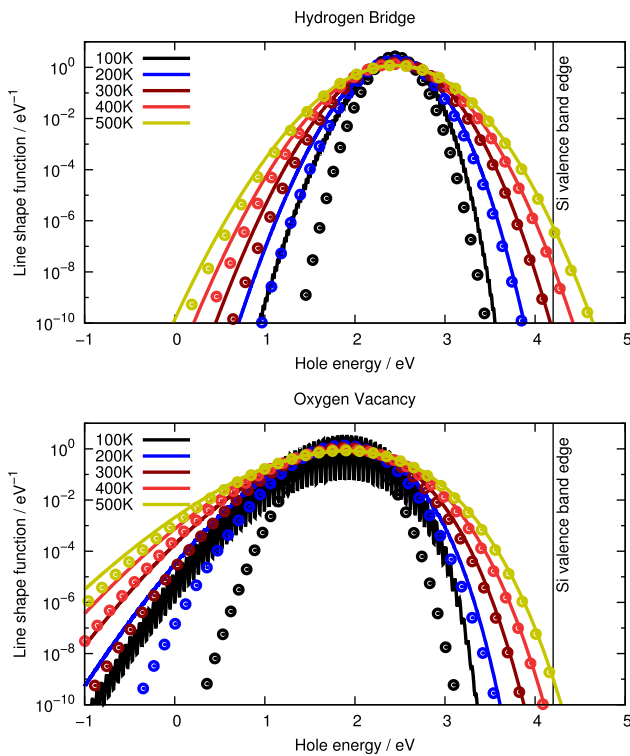 Hydrogen Bridge
100K
200K
300K
400K
500K
Line shape function / eV⁻¹
10⁰
10⁻²
10⁻⁴
10⁻⁶
10⁻⁸
10⁻¹⁰
Si valence band edge
−1 0 1 2 3 4 5
Hole energy / eV
Oxygen Vacancy
100K
200K
300K
400K
500K
Line shape function / eV⁻¹
10⁰
10⁻²
10⁻⁴
10⁻⁶
10⁻⁸
10⁻¹⁰
Si valence band edge
−1 0 1 2 3 4 5
Hole energy / eV